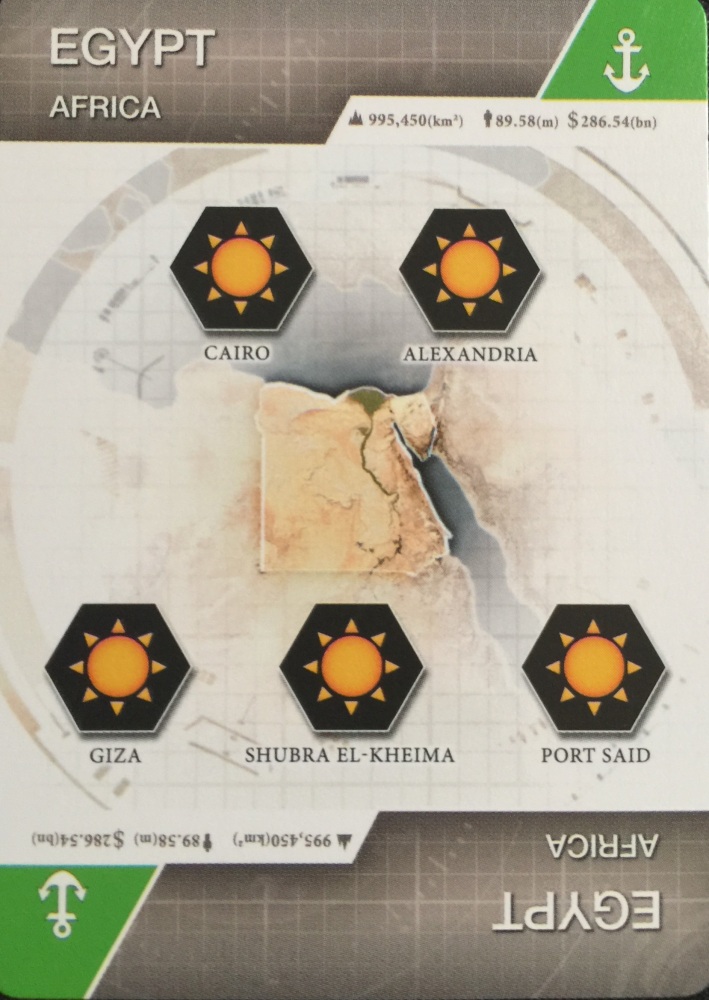 EGYPT
AFRICA
995,450(km²) 89.58(m) $286.54(bn)
CAIRO
ALEXANDRIA
GIZA
SHUBRA EL-KHEIMA
PORT SAID
995,450(km²) 89.58(m) $286.54(bn)
AFRICA
EGYPT